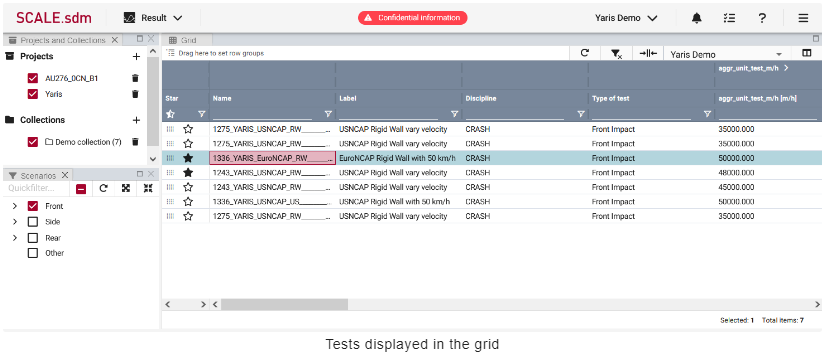 SCALE.sdm Result Confidential information Yaris Demo ?
Projects and Collections
Projects
AU276_0CN_B1
Yaris
Collections
Demo collection (7)
Scenarios
Quickfilter...
Front
Side
Rear
Other
Grid
Drag here to set row groups Yaris Demo
aggr_unit_test_m/h
Star Name Label Discipline Type of test aggr_unit_test_m/h [m/h]
1275_YARIS_USNCAP_RW_____... USNCAP Rigid Wall vary velocity CRASH Front Impact 35000.000
1275_YARIS_USNCAP_RW_____... USNCAP Rigid Wall vary velocity CRASH Front Impact 35000.000
1336_YARIS_EuroNCAP_RW_____... EuroNCAP Rigid Wall with 50 km/h CRASH Front Impact 50000.000
1243_YARIS_USNCAP_RW_____... USNCAP Rigid Wall vary velocity CRASH Front Impact 48000.000
1243_YARIS_USNCAP_RW_____... USNCAP Rigid Wall vary velocity CRASH Front Impact 45000.000
1336_YARIS_USNCAP_US_____... USNCAP Rigid Wall with 50 km/h CRASH Front Impact 50000.000
1275_YARIS_USNCAP_RW_____... USNCAP Rigid Wall vary velocity CRASH Front Impact 35000.000
Selected: 1 Total items: 7
Tests displayed in the grid